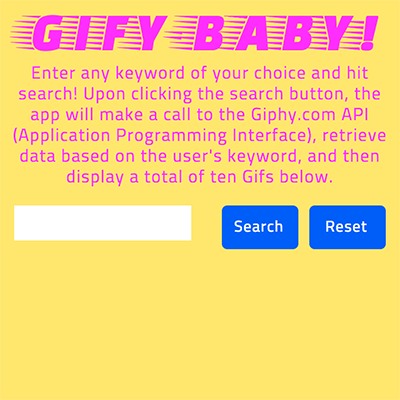 GIFY BABY!
Enter any keyword of your choice and hit
search! Upon clicking the search button, the
app will make a call to the Giphy.com API
(Application Programming Interface), retrieve
data based on the user's keyword, and then
display a total of ten Gifs below.
Search Reset